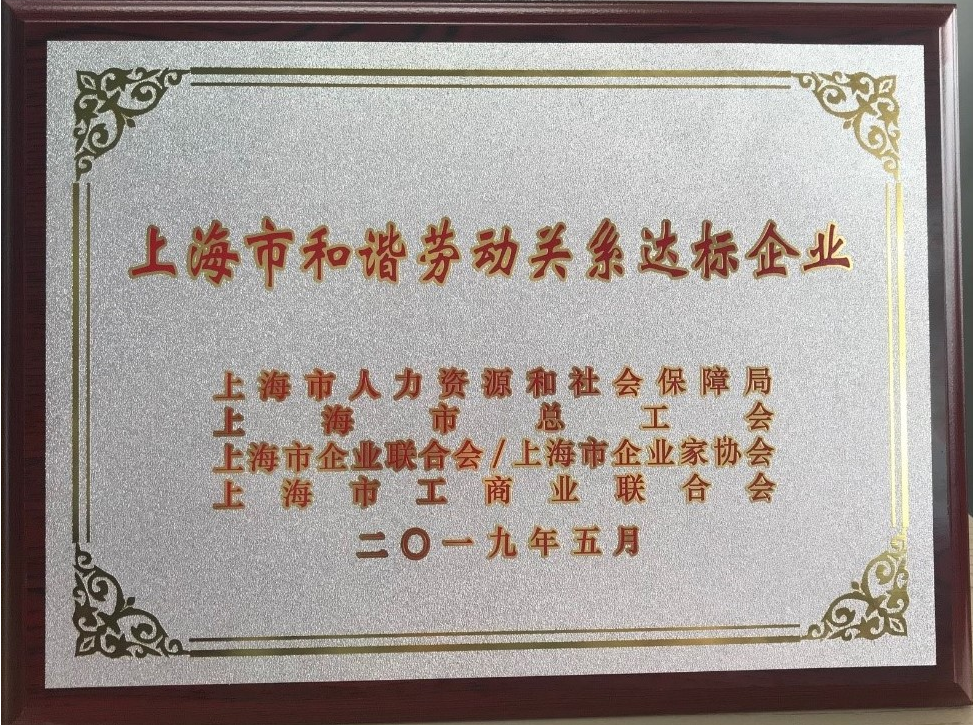 上海市和谐劳动关系达标企业
上海市人力资源和社会保障局
上海市总工会
上海市企业联合会/上海市企业家协会
上海市工商业联合会
二〇一九年五月